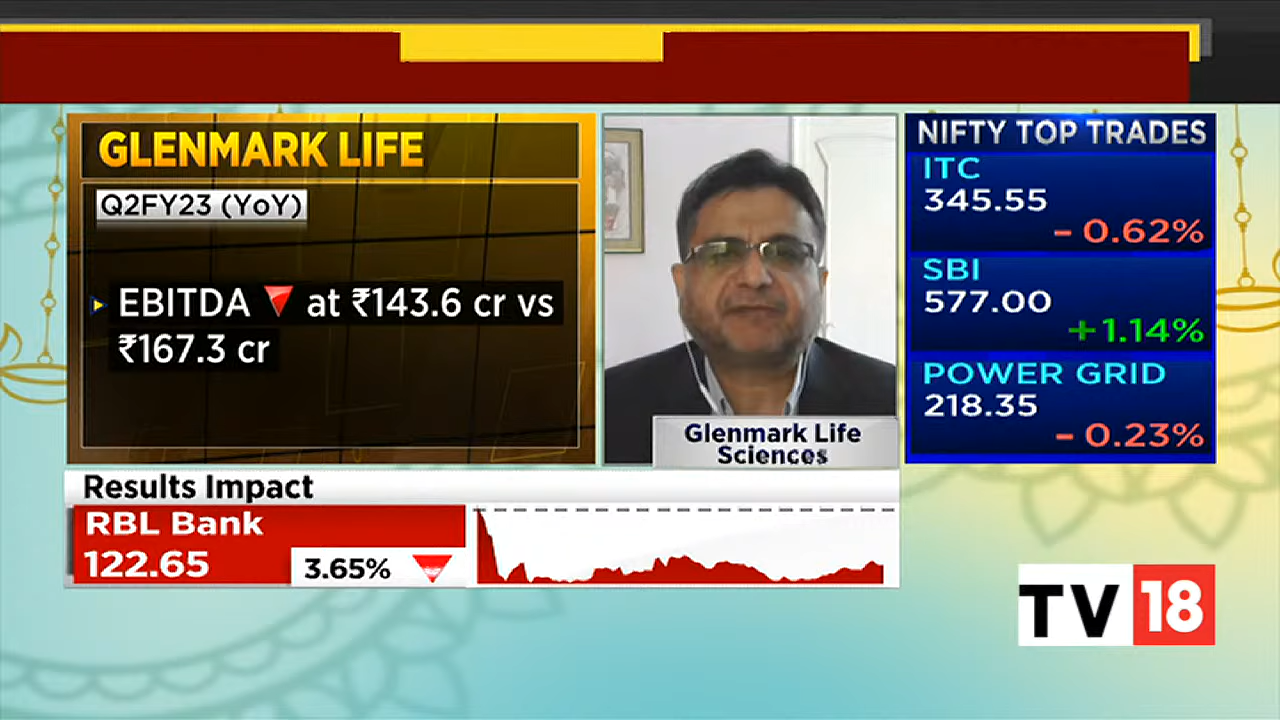 GLENMARK LIFE
Q2FY23 (YoY)
EBITDA at ₹143.6 cr vs
₹167.3 cr
Glenmark Life
Sciences
NIFTY TOP TRADES
ITC
345.55
- 0.62%
SBI
577.00
+1.14%
POWER GRID
218.35
- 0.23%
Results Impact
RBL Bank
122.65
3.65%
TV 18